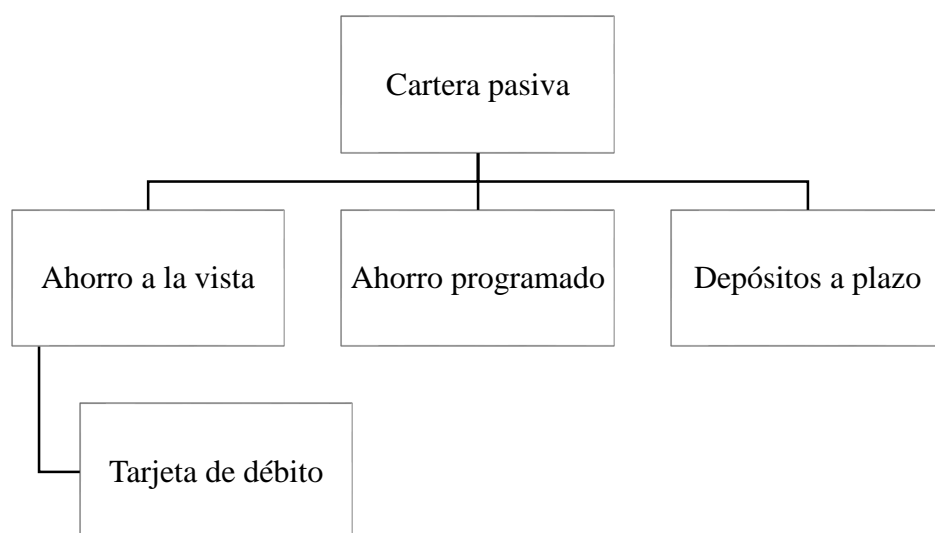 Cartera pasiva
Ahorro a la vista
Ahorro programado
Depósitos a plazo
Tarjeta de débito